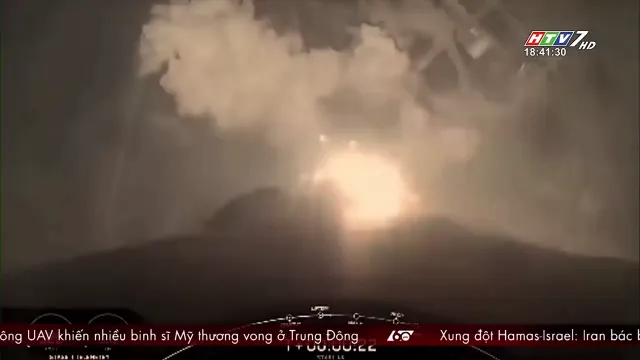 HTV7 HD
18:41:30
ông UAV khiến nhiều binh sĩ Mỹ thương vong ở Trung Đông 60 Xung đột Hamas-Israel: Iran bác b